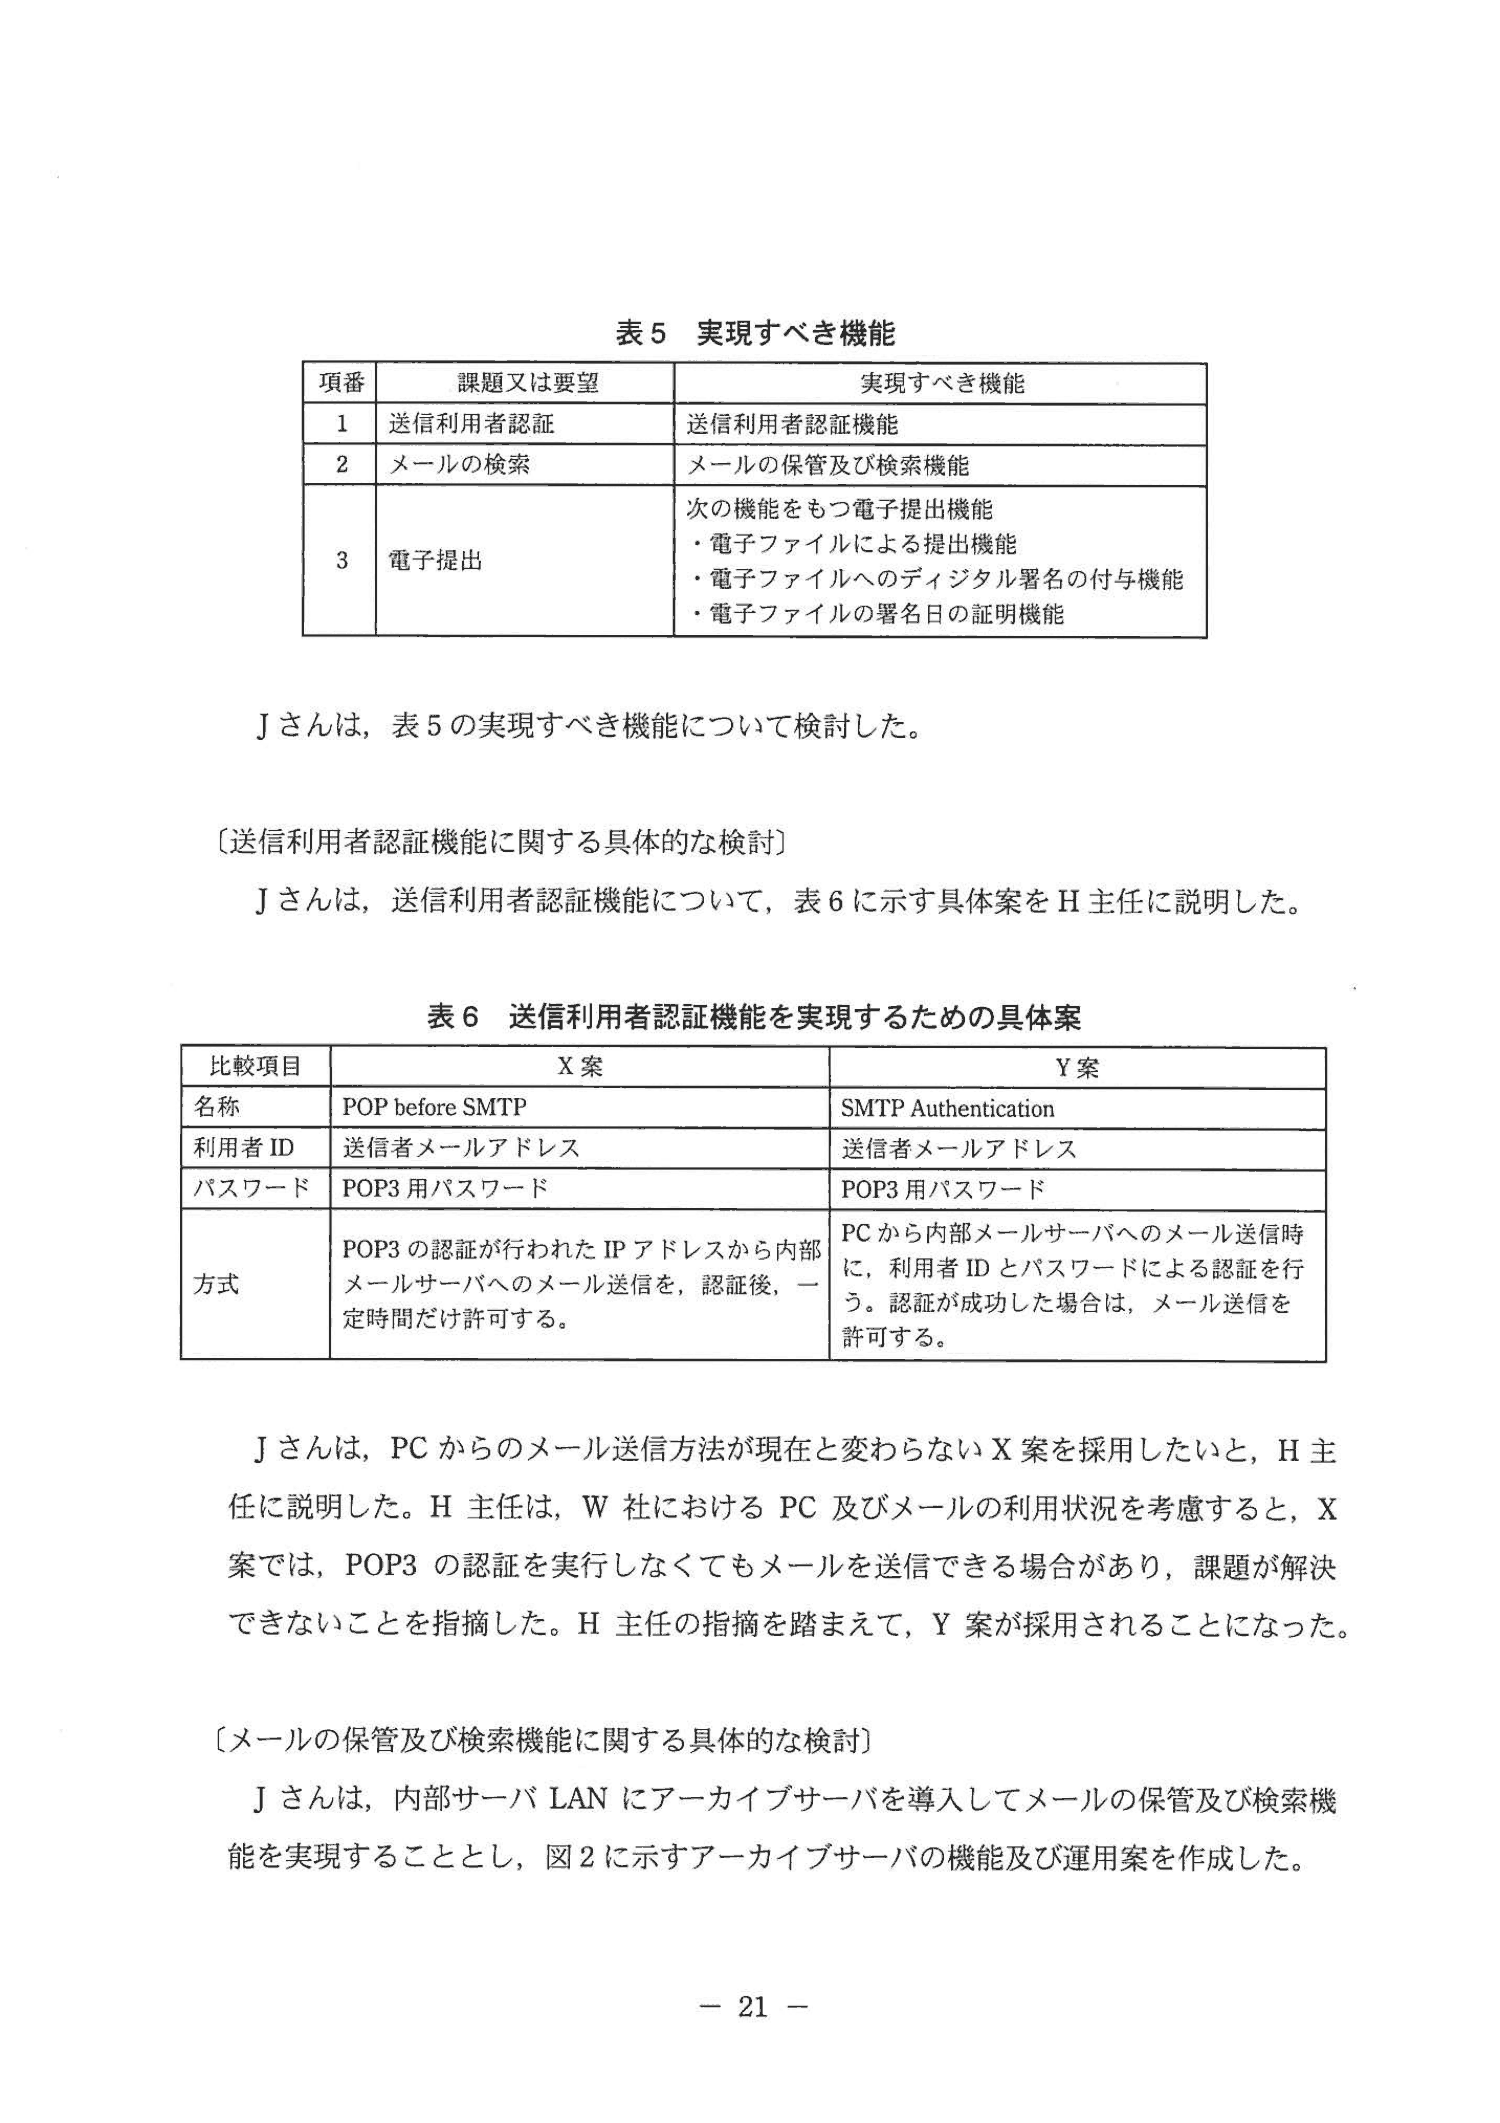 表5　実現すべき機能
項番　課題又は要望　実現すべき機能
1　送信利用者認証　送信利用者認証機能
2　メールの検索　メールの保管及び検索機能
3　電子提出　次の機能をもつ電子提出機能
・電子ファイルによる提出機能
・電子ファイルへのディジタル署名の付与機能
・電子ファイルの署名日の証明機能
Jさんは，表5の実現すべき機能について検討した。
〔送信利用者認証機能に関する具体的な検討〕
Jさんは，送信利用者認証機能について，表6に示す具体案をH主任に説明した。
表6　送信利用者認証機能を実現するための具体案
比較項目　X案　Y案
名称　POP before SMTP　SMTP Authentication
利用者ID　送信者メールアドレス　送信者メールアドレス
パスワード　POP3用パスワード　POP3用パスワード
方式
POP3の認証が行われたIPアドレスから内部
メールサーバへのメール送信を，認証後，一
定時間だけ許可する。
PCから内部メールサーバへのメール送信時
に，利用者IDとパスワードによる認証を行
う。認証が成功した場合は，メール送信を
許可する。
Jさんは，PCからのメール送信方法が現在と変わらないX案を採用したいと，H主
任に説明した。H主任は，W社におけるPC及びメールの利用状況を考慮すると，X
案では，POP3の認証を実行しなくてもメールを送信できる場合があり，課題が解決
できないことを指摘した。H主任の指摘を踏まえて，Y案が採用されることになった。
〔メールの保管及び検索機能に関する具体的な検討〕
Jさんは，内部サーバLANにアーカイブサーバを導入してメールの保管及び検索機
能を実現することとし，図2に示すアーカイブサーバの機能及び運用案を作成した。
－ 21 －